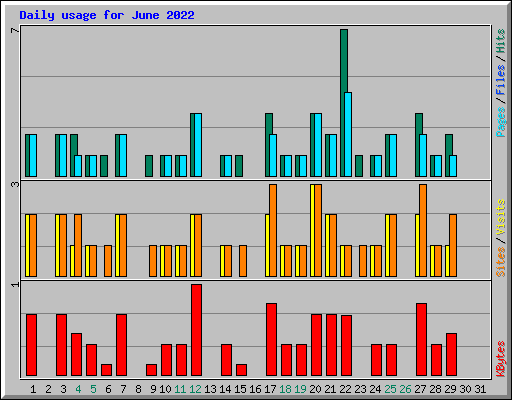 Daily usage for June 2022
7
Pages / Files / Hits
3
Sites / Visits
1
KBytes
1 2 3 4 5 6 7 8 9 10 11 12 13 14 15 16 17 18 19 20 21 22 23 24 25 26 27 28 29 30 31